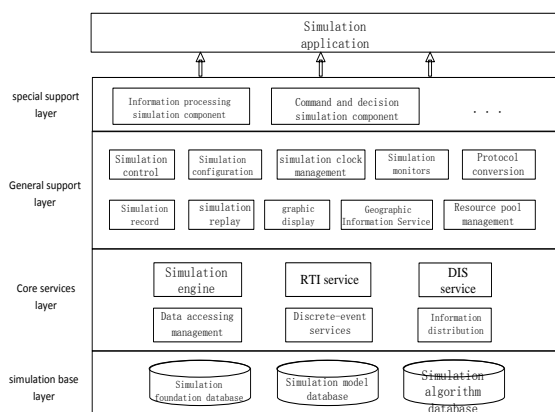 Simulation
application
special support
layer
Information processing
simulation component
Command and decision
simulation component
. . .
General support
layer
Simulation
control
Simulation
configuration
simulation clock
management
Simulation
monitors
Protocol
conversion
Simulation
record
simulation
replay
graphic
display
Geographic
Information Service
Resource pool
management
Core services
layer
Simulation
engine
RTI service
DIS
service
Data accessing
management
Discrete-event
services
Information
distribution
simulation base
layer
Simulation
foundation database
Simulation model
database
Simulation
algorithm
database